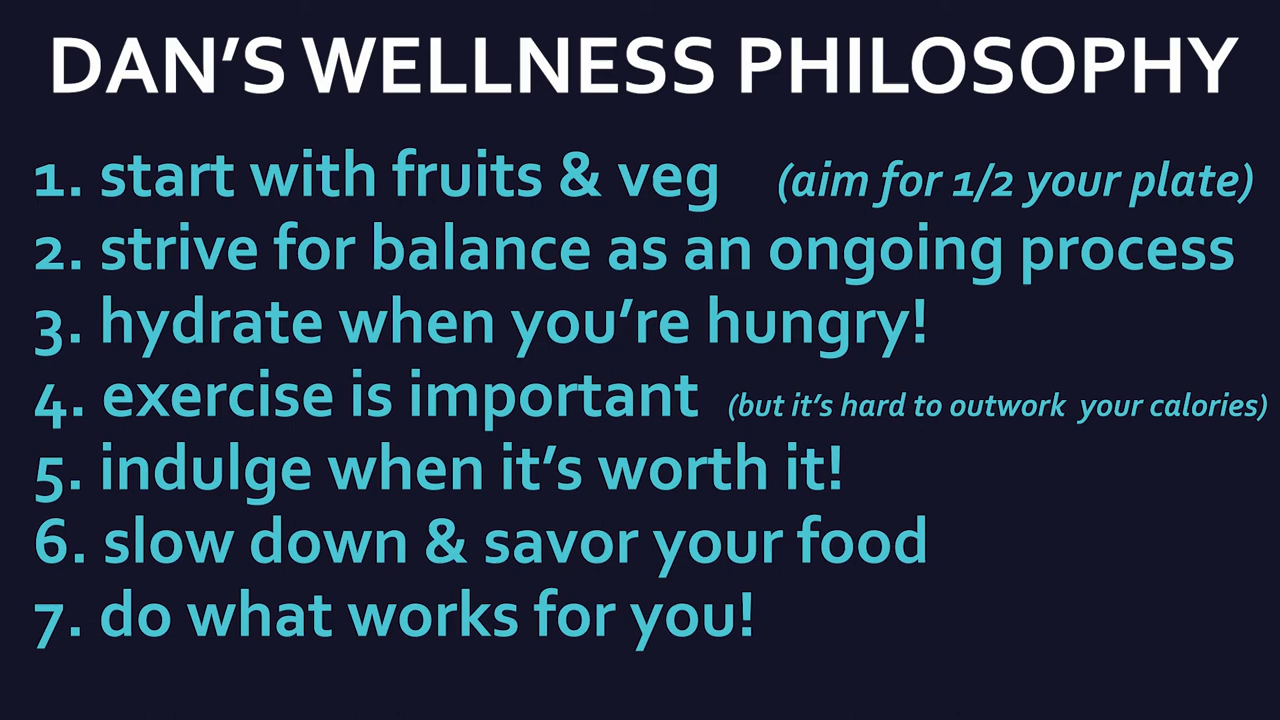 DAN’S WELLNESS PHILOSOPHY
1. start with fruits & veg (aim for 1/2 your plate)
2. strive for balance as an ongoing process
3. hydrate when you’re hungry!
4. exercise is important (but it’s hard to outwork your calories)
5. indulge when it’s worth it!
6. slow down & savor your food
7. do what works for you!